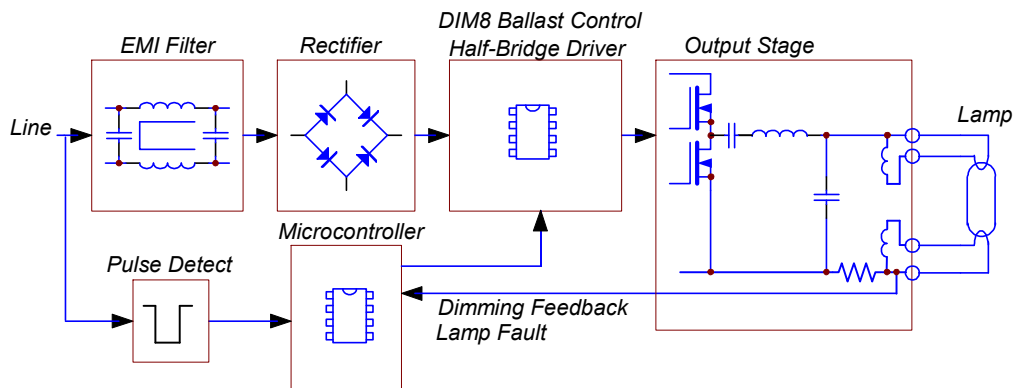 DIM8 Ballast Control
EMI Filter
Rectifier
Half-Bridge Driver
Output Stage
Line
Lamp
Microcontroller
Pulse Detect
Dimming Feedback
Lamp Fault